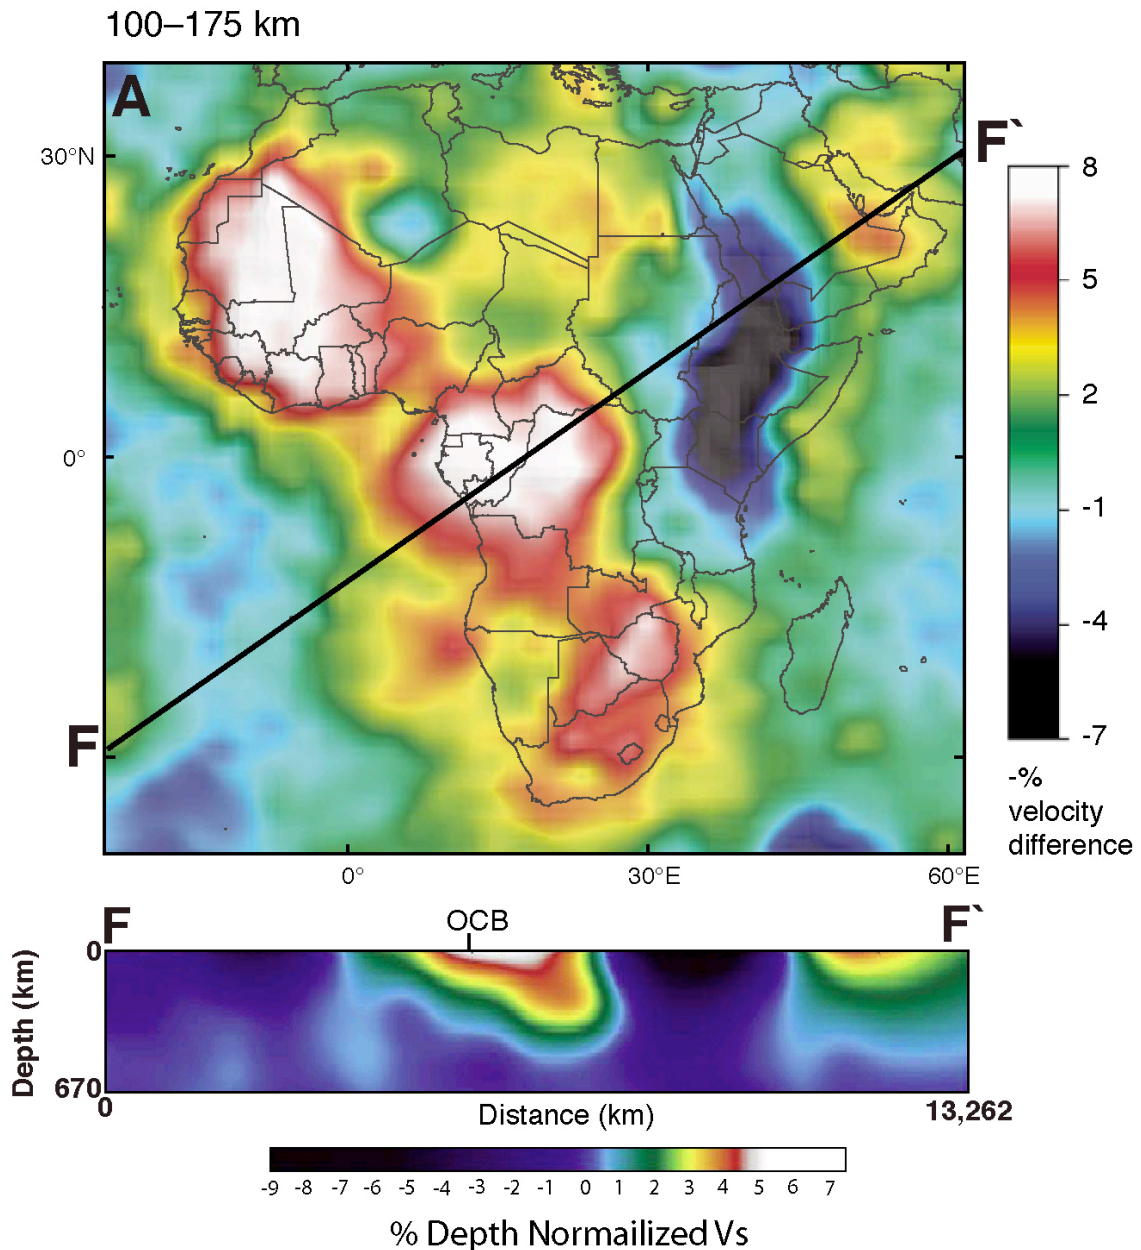 100–175 km
A
F`
30°N
0°
F
8
5
2
-1
-4
-7
-%
velocity
difference
0°
30°E
60°E
F
OCB
F`
0
Depth (km)
670
0
Distance (km)
13,262
-9 -8 -7 -6 -5 -4 -3 -2 -1 0 1 2 3 4 5 6 7
% Depth Normailized Vs